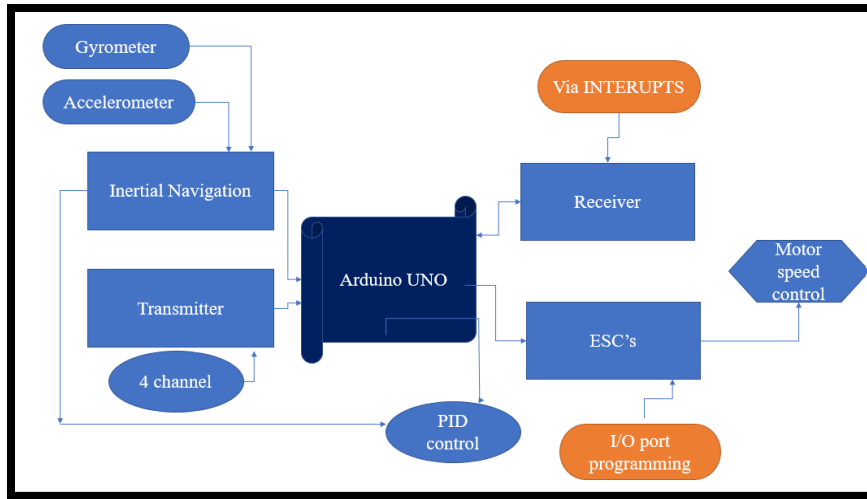 Gyrometer
Accelerometer
Via INTERUPTS
Inertial Navigation
Receiver
Arduino UNO
Motor
speed
control
Transmitter
ESC's
4 channel
PID
control
I/O port
programming